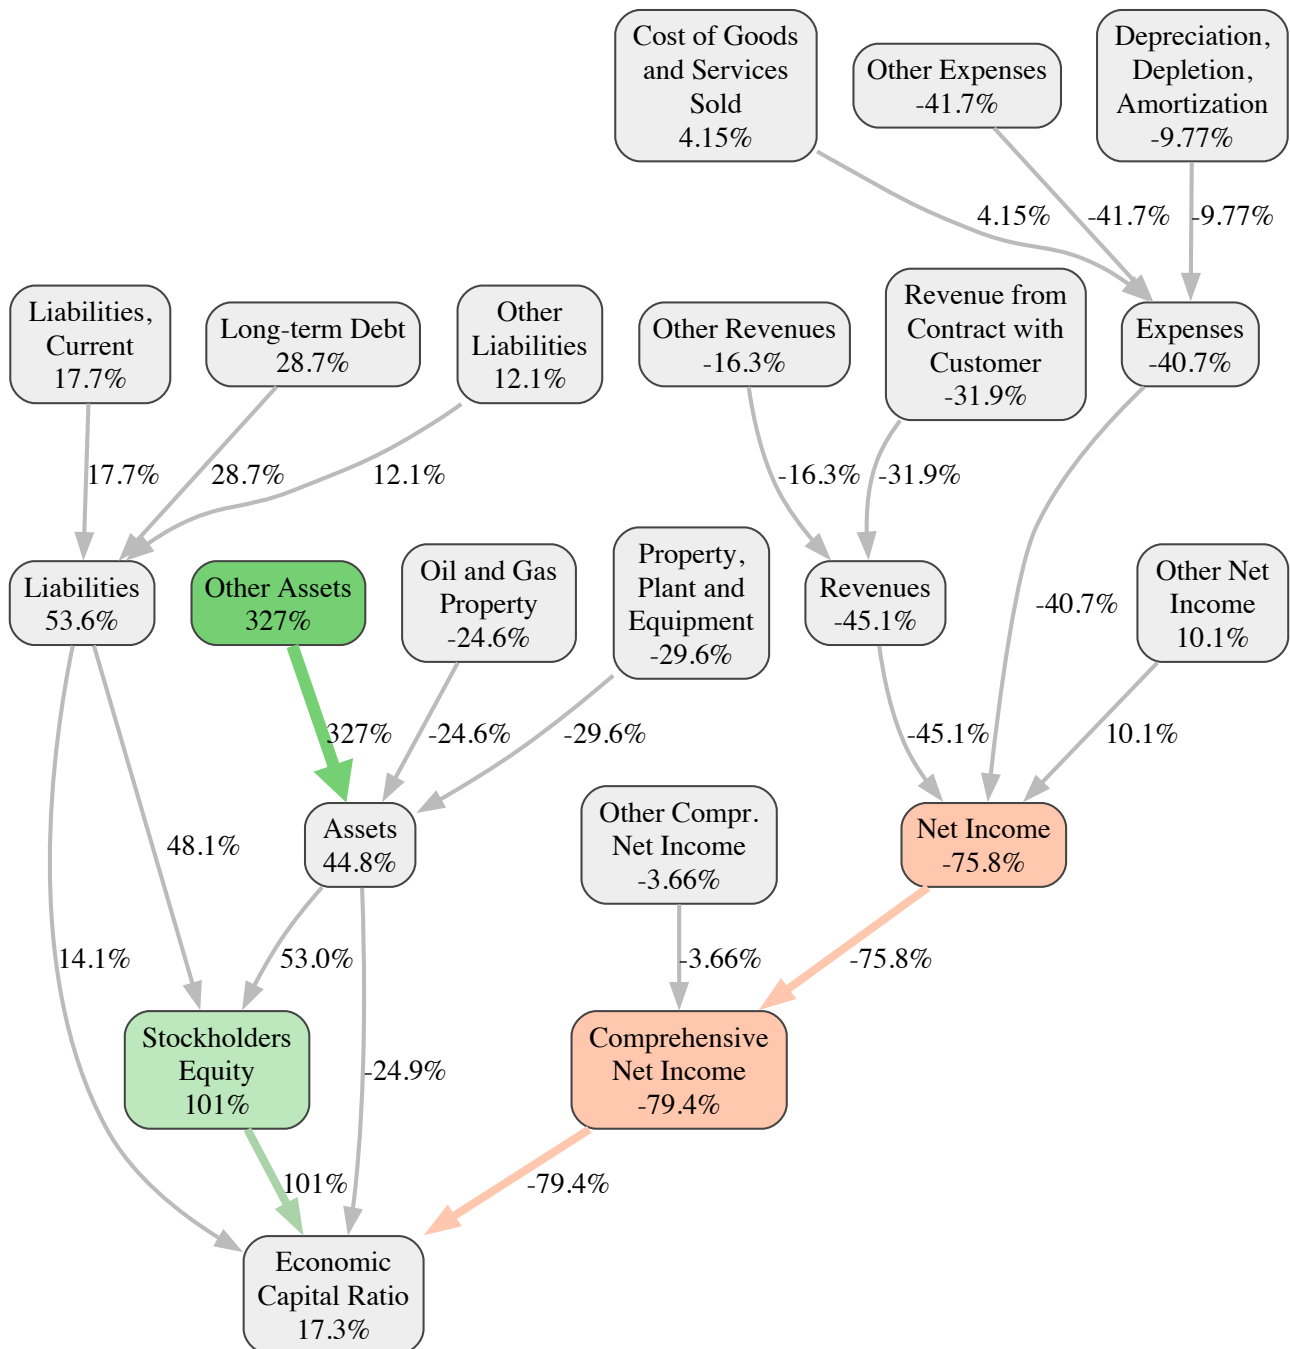 Cost of Goods
and Services
Sold
4.15%
Other Expenses
-41.7%
Depreciation,
Depletion,
Amortization
-9.77%
4.15%
-41.7%
-9.77%
Liabilities,
Current
17.7%
Long-term Debt
28.7%
Other
Liabilities
12.1%
Other Revenues
-16.3%
Revenue from
Contract with
Customer
-31.9%
Expenses
-40.7%
17.7%
28.7%
12.1%
-16.3%
-31.9%
Liabilities
53.6%
Other Assets
327%
Oil and Gas
Property
-24.6%
Property,
Plant and
Equipment
-29.6%
Revenues
-45.1%
-40.7%
Other Net
Income
10.1%
327%
-24.6%
-29.6%
-45.1%
10.1%
48.1%
Assets
44.8%
Other Compr.
Net Income
-3.66%
Net Income
-75.8%
14.1%
53.0%
-3.66%
-75.8%
Stockholders
Equity
101%
-24.9%
Comprehensive
Net Income
-79.4%
101%
-79.4%
Economic
Capital Ratio
17.3%